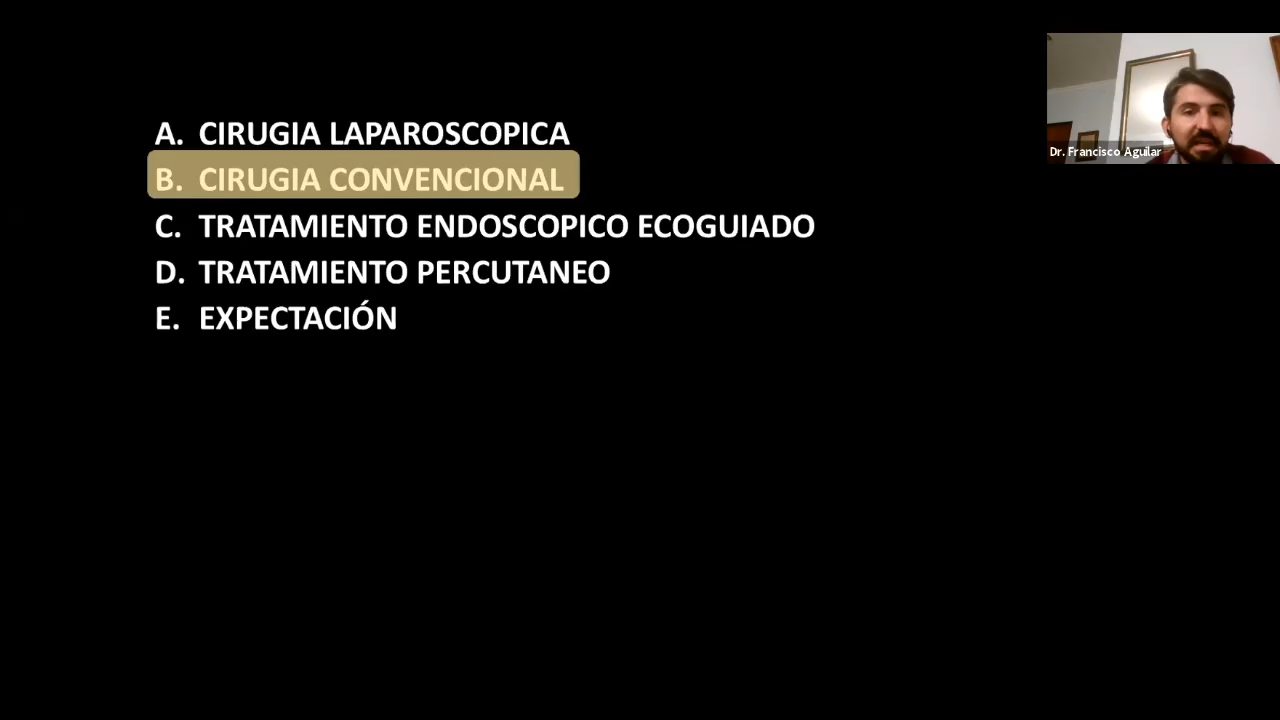 A. CIRUGIA LAPAROSCOPICA
B. CIRUGIA CONVENCIONAL
C. TRATAMIENTO ENDOSCOPICO ECOGUIADO
D. TRATAMIENTO PERCUTANEO
E. EXPECTACIÓN
Dr. Francisco Aguilar